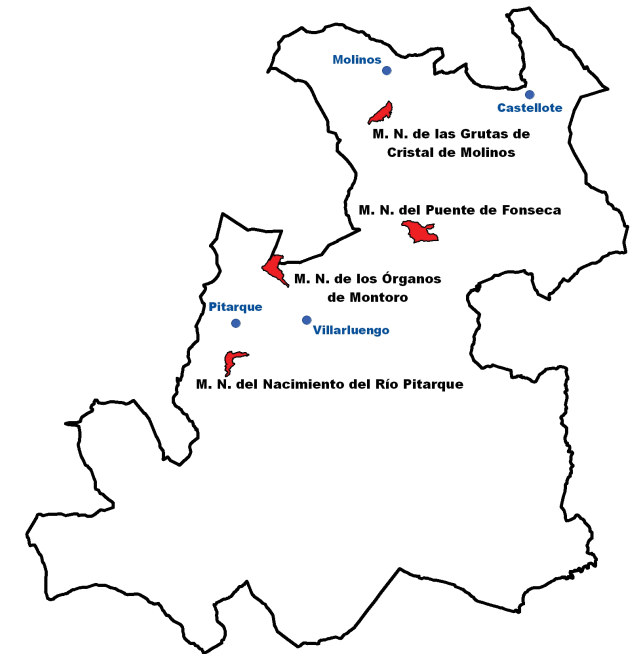 Molinos
Castellote
M. N. de las Grutas de
Cristal de Molinos
M. N. del Puente de Fonseca
M. N. de los Órganos
de Montoro
Pitarque
Villarluengo
M. N. del Nacimiento del Río Pitarque